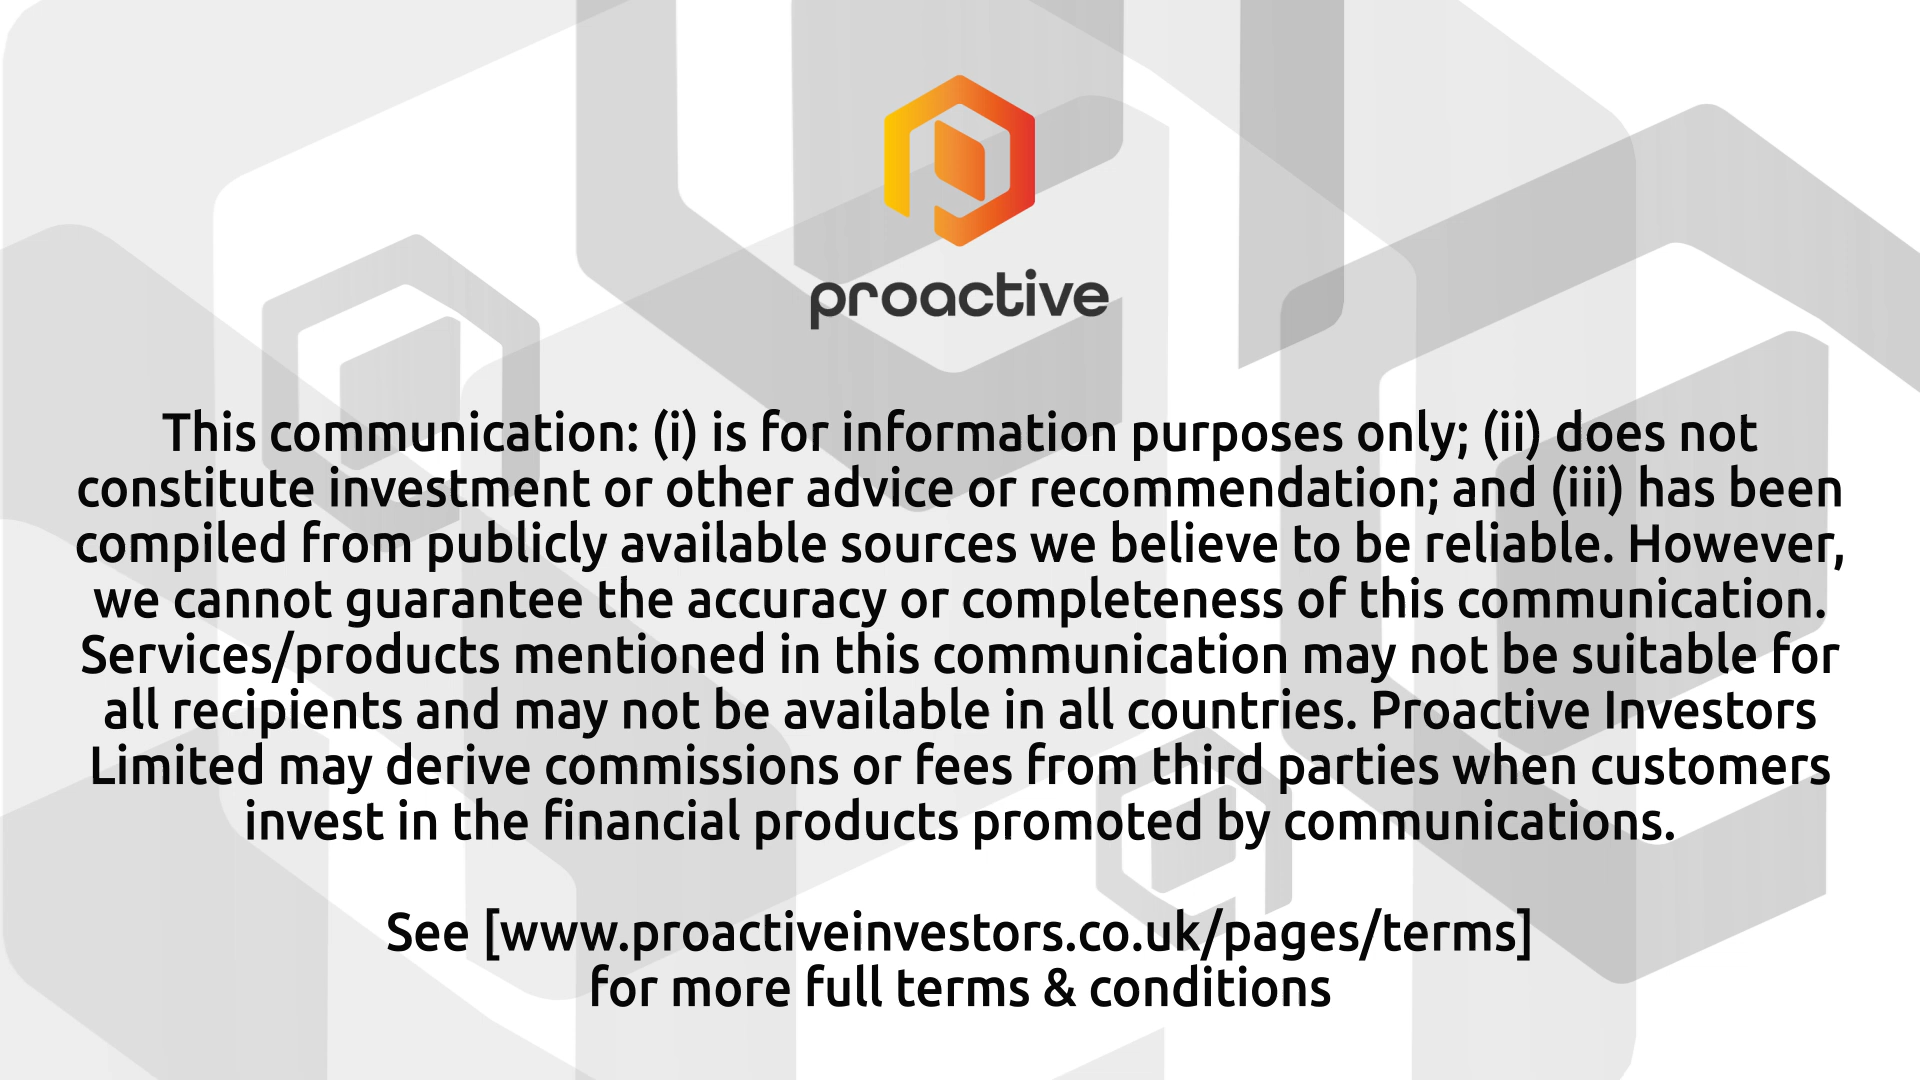 proactive
This communication: (i) is for information purposes only; (ii) does not
constitute investment or other advice or recommendation; and (iii) has been
compiled from publicly available sources we believe to be reliable. However,
we cannot guarantee the accuracy or completeness of this communication.
Services/products mentioned in this communication may not be suitable for
all recipients and may not be available in all countries. Proactive Investors
Limited may derive commissions or fees from third parties when customers
invest in the financial products promoted by communications.
See [www.proactiveinvestors.co.uk/pages/terms]
for more full terms & conditions